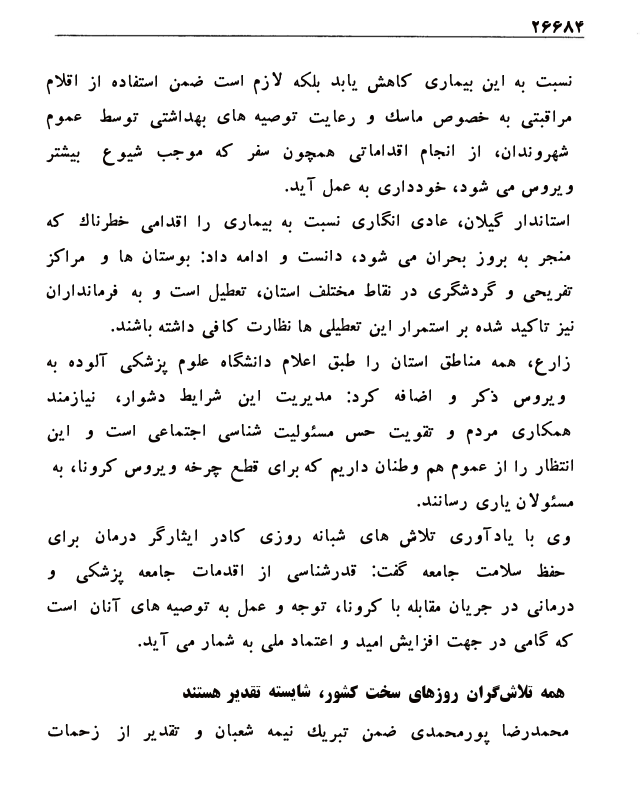 ۲۶۶۸۴
نسبت به این بیماری کاهش یابد بلکه لازم است ضمن استفاده از اقلام
مراقبتی به خصوص ماسک و رعایت توصیه های بهداشتی توسط عموم
شهروندان، از انجام اقداماتی همچون سفر که موجب شیوع بیشتر
ویروس می شود، خودداری به عمل آید.
استاندار گیلان، عادی انگاری نسبت به بیماری را اقدامی خطرناک که
منجر به بروز بحران می شود، دانست و ادامه داد: بوستان ها و مراکز
تفریحی و گردشگری در نقاط مختلف استان، تعطیل است و به فرمانداران
نیز تاکید شده بر استمرار این تعطیلی ها نظارت کافی داشته باشند.
زارع، همه مناطق استان را طبق اعلام دانشگاه علوم پزشکی آلوده به
ویروس ذکر و اضافه کرد: مدیریت این شرایط دشوار، نیازمند
همکاری مردم و تقویت حس مسئولیت شناسی اجتماعی است و این
انتظار را از عموم هم وطنان داریم که برای قطع چرخه ویروس کرونا، به
مسئولان یاری رسانند.
وی با یادآوری تلاش های شبانه روزی کادر ایثارگر درمان برای
حفظ سلامت جامعه گفت: قدرشناسی از اقدمات جامعه پزشکی و
درمانی در جریان مقابله با کرونا، توجه و عمل به توصیه های آنان است
که گامی در جهت افزایش امید و اعتماد ملی به شمار می آید.
همه تلاش‌گران روزهای سخت کشور، شایسته تقدیر هستند
محمدرضا پورمحمدی ضمن تبریک نیمه شعبان و تقدیر از زحمات